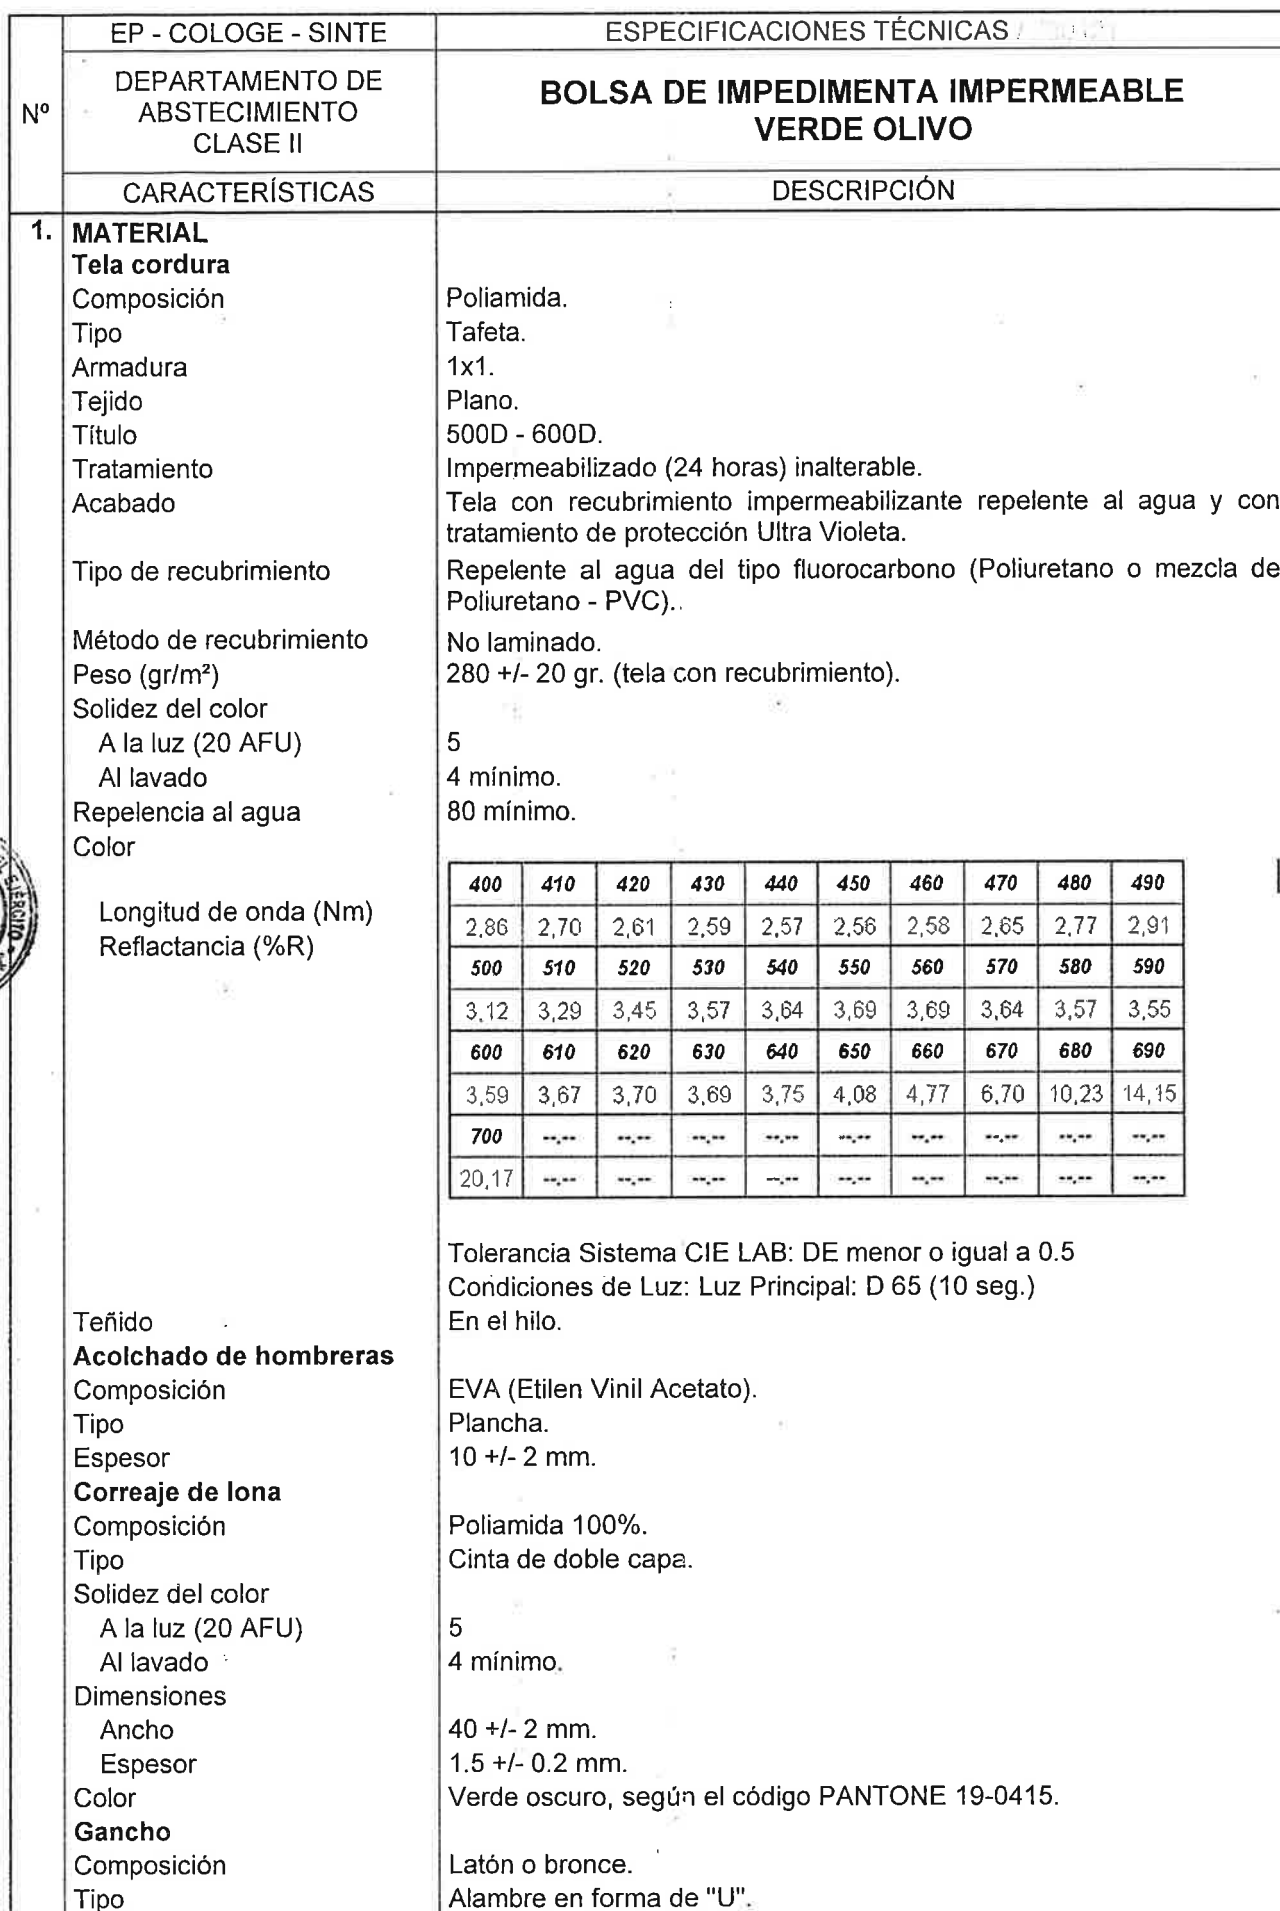 EP - COLOGE - SINTE ESPECIFICACIONES TÉCNICAS
Nº DEPARTAMENTO DE ABSTECIMIENTO CLASE II BOLSA DE IMPEDIMENTA IMPERMEABLE VERDE OLIVO
CARACTERÍSTICAS DESCRIPCIÓN
1. MATERIAL
Tela cordura
Composición Poliamida.
Tipo Tafeta.
Armadura 1x1.
Tejido Plano.
Título 500D - 600D.
Tratamiento Impermeabilizado (24 horas) inalterable.
Acabado Tela con recubrimiento impermeabilizante repelente al agua y con
tratamiento de protección Ultra Violeta.
Tipo de recubrimiento Repelente al agua del tipo fluorocarbono (Poliuretano o mezcla de
Poliuretano - PVC)..
Método de recubrimiento No laminado.
Peso (gr/m²) 280 +/- 20 gr. (tela con recubrimiento).
Solidez del color
A la luz (20 AFU) 5
Al lavado 4 mínimo.
Repelencia al agua 80 mínimo.
Color
Longitud de onda (Nm)
Reflactancia (%R)
400 410 420 430 440 450 460 470 480 490
2,86 2,70 2,61 2,59 2,57 2,56 2,58 2,65 2,77 2,91
500 510 520 530 540 550 560 570 580 590
3,12 3,29 3,45 3,57 3,64 3,69 3,69 3,64 3,57 3,55
600 610 620 630 640 650 660 670 680 690
3,59 3,67 3,70 3,69 3,75 4,08 4,77 6,70 10,23 14,15
700 --,-- --,-- --,-- --,-- --,-- --,-- --,-- --,-- --,--
20,17 --,-- --,-- --,-- --,-- --,-- --,-- --,-- --,-- --,--
Tolerancia Sistema CIE LAB: DE menor o igual a 0.5
Condiciones de Luz: Luz Principal: D 65 (10 seg.)
Teñido En el hilo.
Acolchado de hombreras
Composición EVA (Etilen Vinil Acetato).
Tipo Plancha.
Espesor 10 +/- 2 mm.
Correaje de lona
Composición Poliamida 100%.
Tipo Cinta de doble capa.
Solidez del color
A la luz (20 AFU) 5
Al lavado 4 mínimo.
Dimensiones
Ancho 40 +/- 2 mm.
Espesor 1.5 +/- 0.2 mm.
Color Verde oscuro, según el código PANTONE 19-0415.
Gancho
Composición Latón o bronce.
Tipo Alambre en forma de "U".
EJÉRCITO